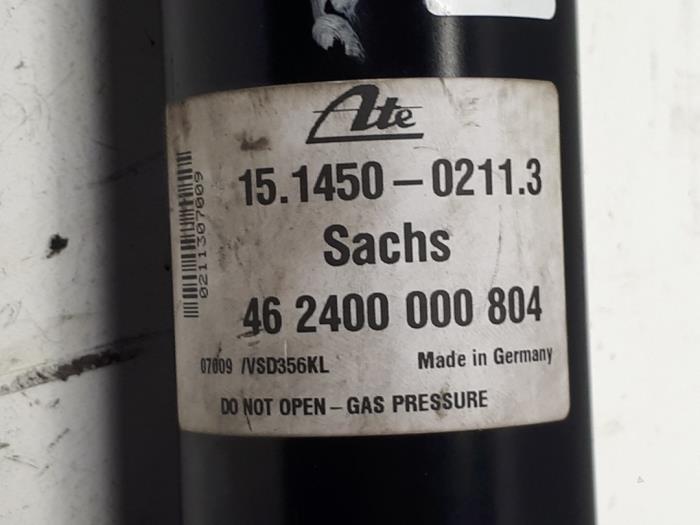 Ate
15.1450-0211.3
Sachs
46 2400 000 804
07009 /VSD356KL Made in Germany
DO NOT OPEN - GAS PRESSURE
0211307009